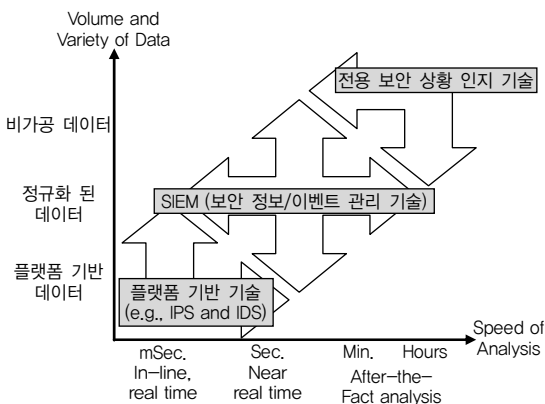 Volume and
Variety of Data
전용 보안 상황 인지 기술
비가공 데이터
정규화 된
데이터
SIEM (보안 정보/이벤트 관리 기술)
플랫폼 기반
데이터
플랫폼 기반 기술
(e.g., IPS and IDS)
Speed of
Analysis
mSec.
In-line,
real time
Sec.
Near
real time
Min. Hours
After-the-
Fact analysis